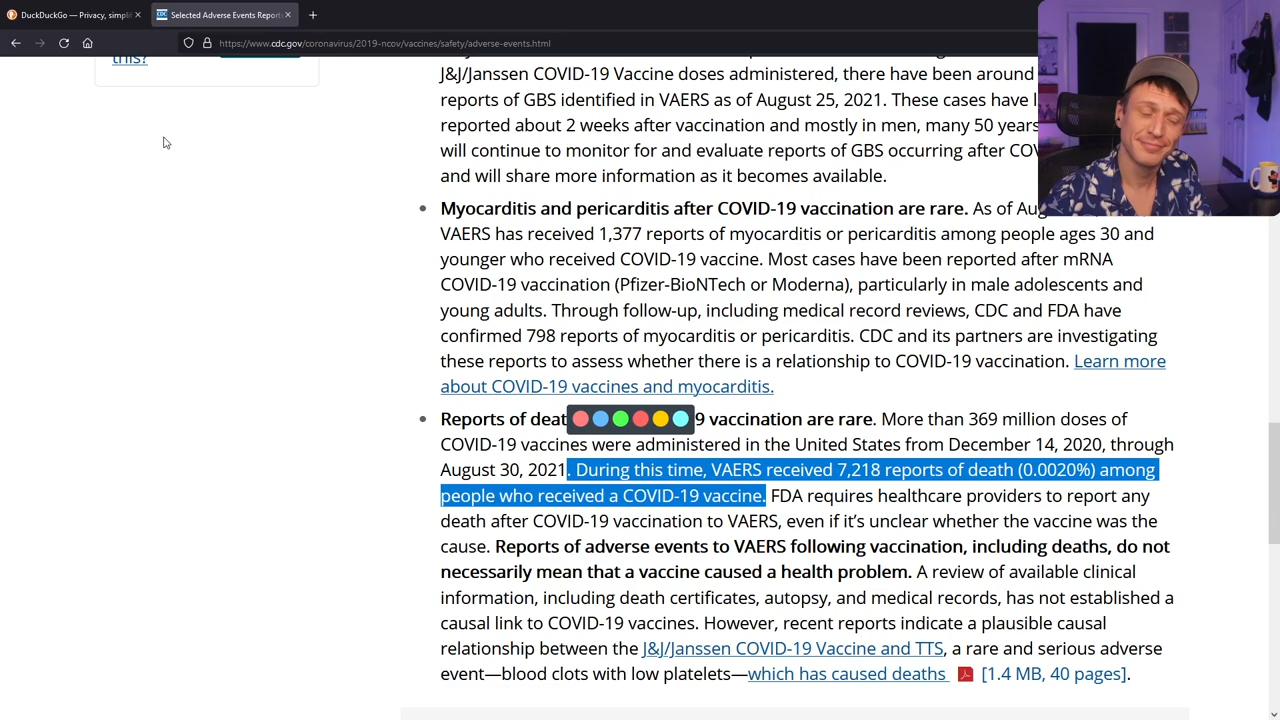 DuckDuckGo — Privacy, simplif
Selected Adverse Events Report
https://www.cdc.gov/coronavirus/2019-ncov/vaccines/safety/adverse-events.html
this?
J&J/Janssen COVID-19 Vaccine doses administered, there have been around
reports of GBS identified in VAERS as of August 25, 2021. These cases have
reported about 2 weeks after vaccination and mostly in men, many 50 years
will continue to monitor for and evaluate reports of GBS occurring after COV
and will share more information as it becomes available.
• Myocarditis and pericarditis after COVID-19 vaccination are rare. As of Aug
VAERS has received 1,377 reports of myocarditis or pericarditis among people ages 30 and
younger who received COVID-19 vaccine. Most cases have been reported after mRNA
COVID-19 vaccination (Pfizer-BioNTech or Moderna), particularly in male adolescents and
young adults. Through follow-up, including medical record reviews, CDC and FDA have
confirmed 798 reports of myocarditis or pericarditis. CDC and its partners are investigating
these reports to assess whether there is a relationship to COVID-19 vaccination. Learn more
about COVID-19 vaccines and myocarditis.
• Reports of deat 9 vaccination are rare. More than 369 million doses of
COVID-19 vaccines were administered in the United States from December 14, 2020, through
August 30, 2021. During this time, VAERS received 7,218 reports of death (0.0020%) among
people who received a COVID-19 vaccine. FDA requires healthcare providers to report any
death after COVID-19 vaccination to VAERS, even if it’s unclear whether the vaccine was the
cause. Reports of adverse events to VAERS following vaccination, including deaths, do not
necessarily mean that a vaccine caused a health problem. A review of available clinical
information, including death certificates, autopsy, and medical records, has not established a
causal link to COVID-19 vaccines. However, recent reports indicate a plausible causal
relationship between the J&J/Janssen COVID-19 Vaccine and TTS, a rare and serious adverse
event—blood clots with low platelets—which has caused deaths [1.4 MB, 40 pages].